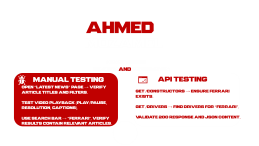 AHMED
AND
MANUAL TESTING
OPEN "LATEST NEWS" PAGE → VERIFY
ARTICLE TITLES AND FILTERS.
TEST VIDEO PLAYBACK (PLAY/PAUSE,
RESOLUTION, CAPTIONS).
USE SEARCH BAR → "FERRARI", VERIFY
RESULTS CONTAIN RELEVANT ARTICLES.
API TESTING
GET /CONSTRUCTORS → ENSURE FERRARI
EXISTS
GET /DRIVERS → FIND DRIVERS FOR "FERRARI".
VALIDATE 200 RESPONSE AND JSON CONTENT.